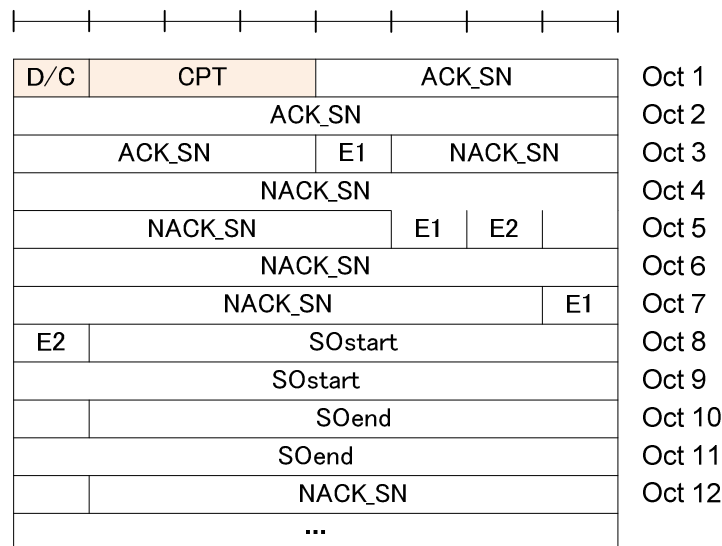 D/C CPT ACK_SN Oct 1
ACK_SN Oct 2
ACK_SN E1 NACK_SN Oct 3
NACK_SN Oct 4
NACK_SN E1 E2 Oct 5
NACK_SN Oct 6
NACK_SN E1 Oct 7
E2 SOstart Oct 8
SOstart Oct 9
SOend Oct 10
SOend Oct 11
NACK_SN Oct 12
...